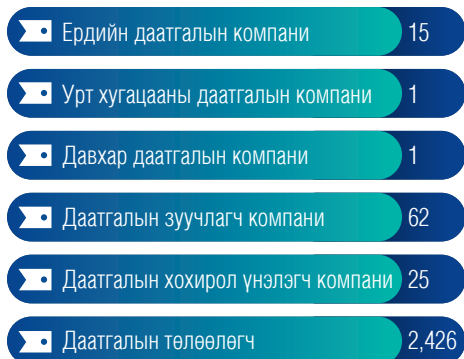 Ердийн даатгалын компани 15
Урт хугацааны даатгалын компани 1
Давхар даатгалын компани 1
Даатгалын зуучлагч компани 62
Даатгалын хохирол үнэлэгч компани 25
Даатгалын төлөөлөгч 2,426